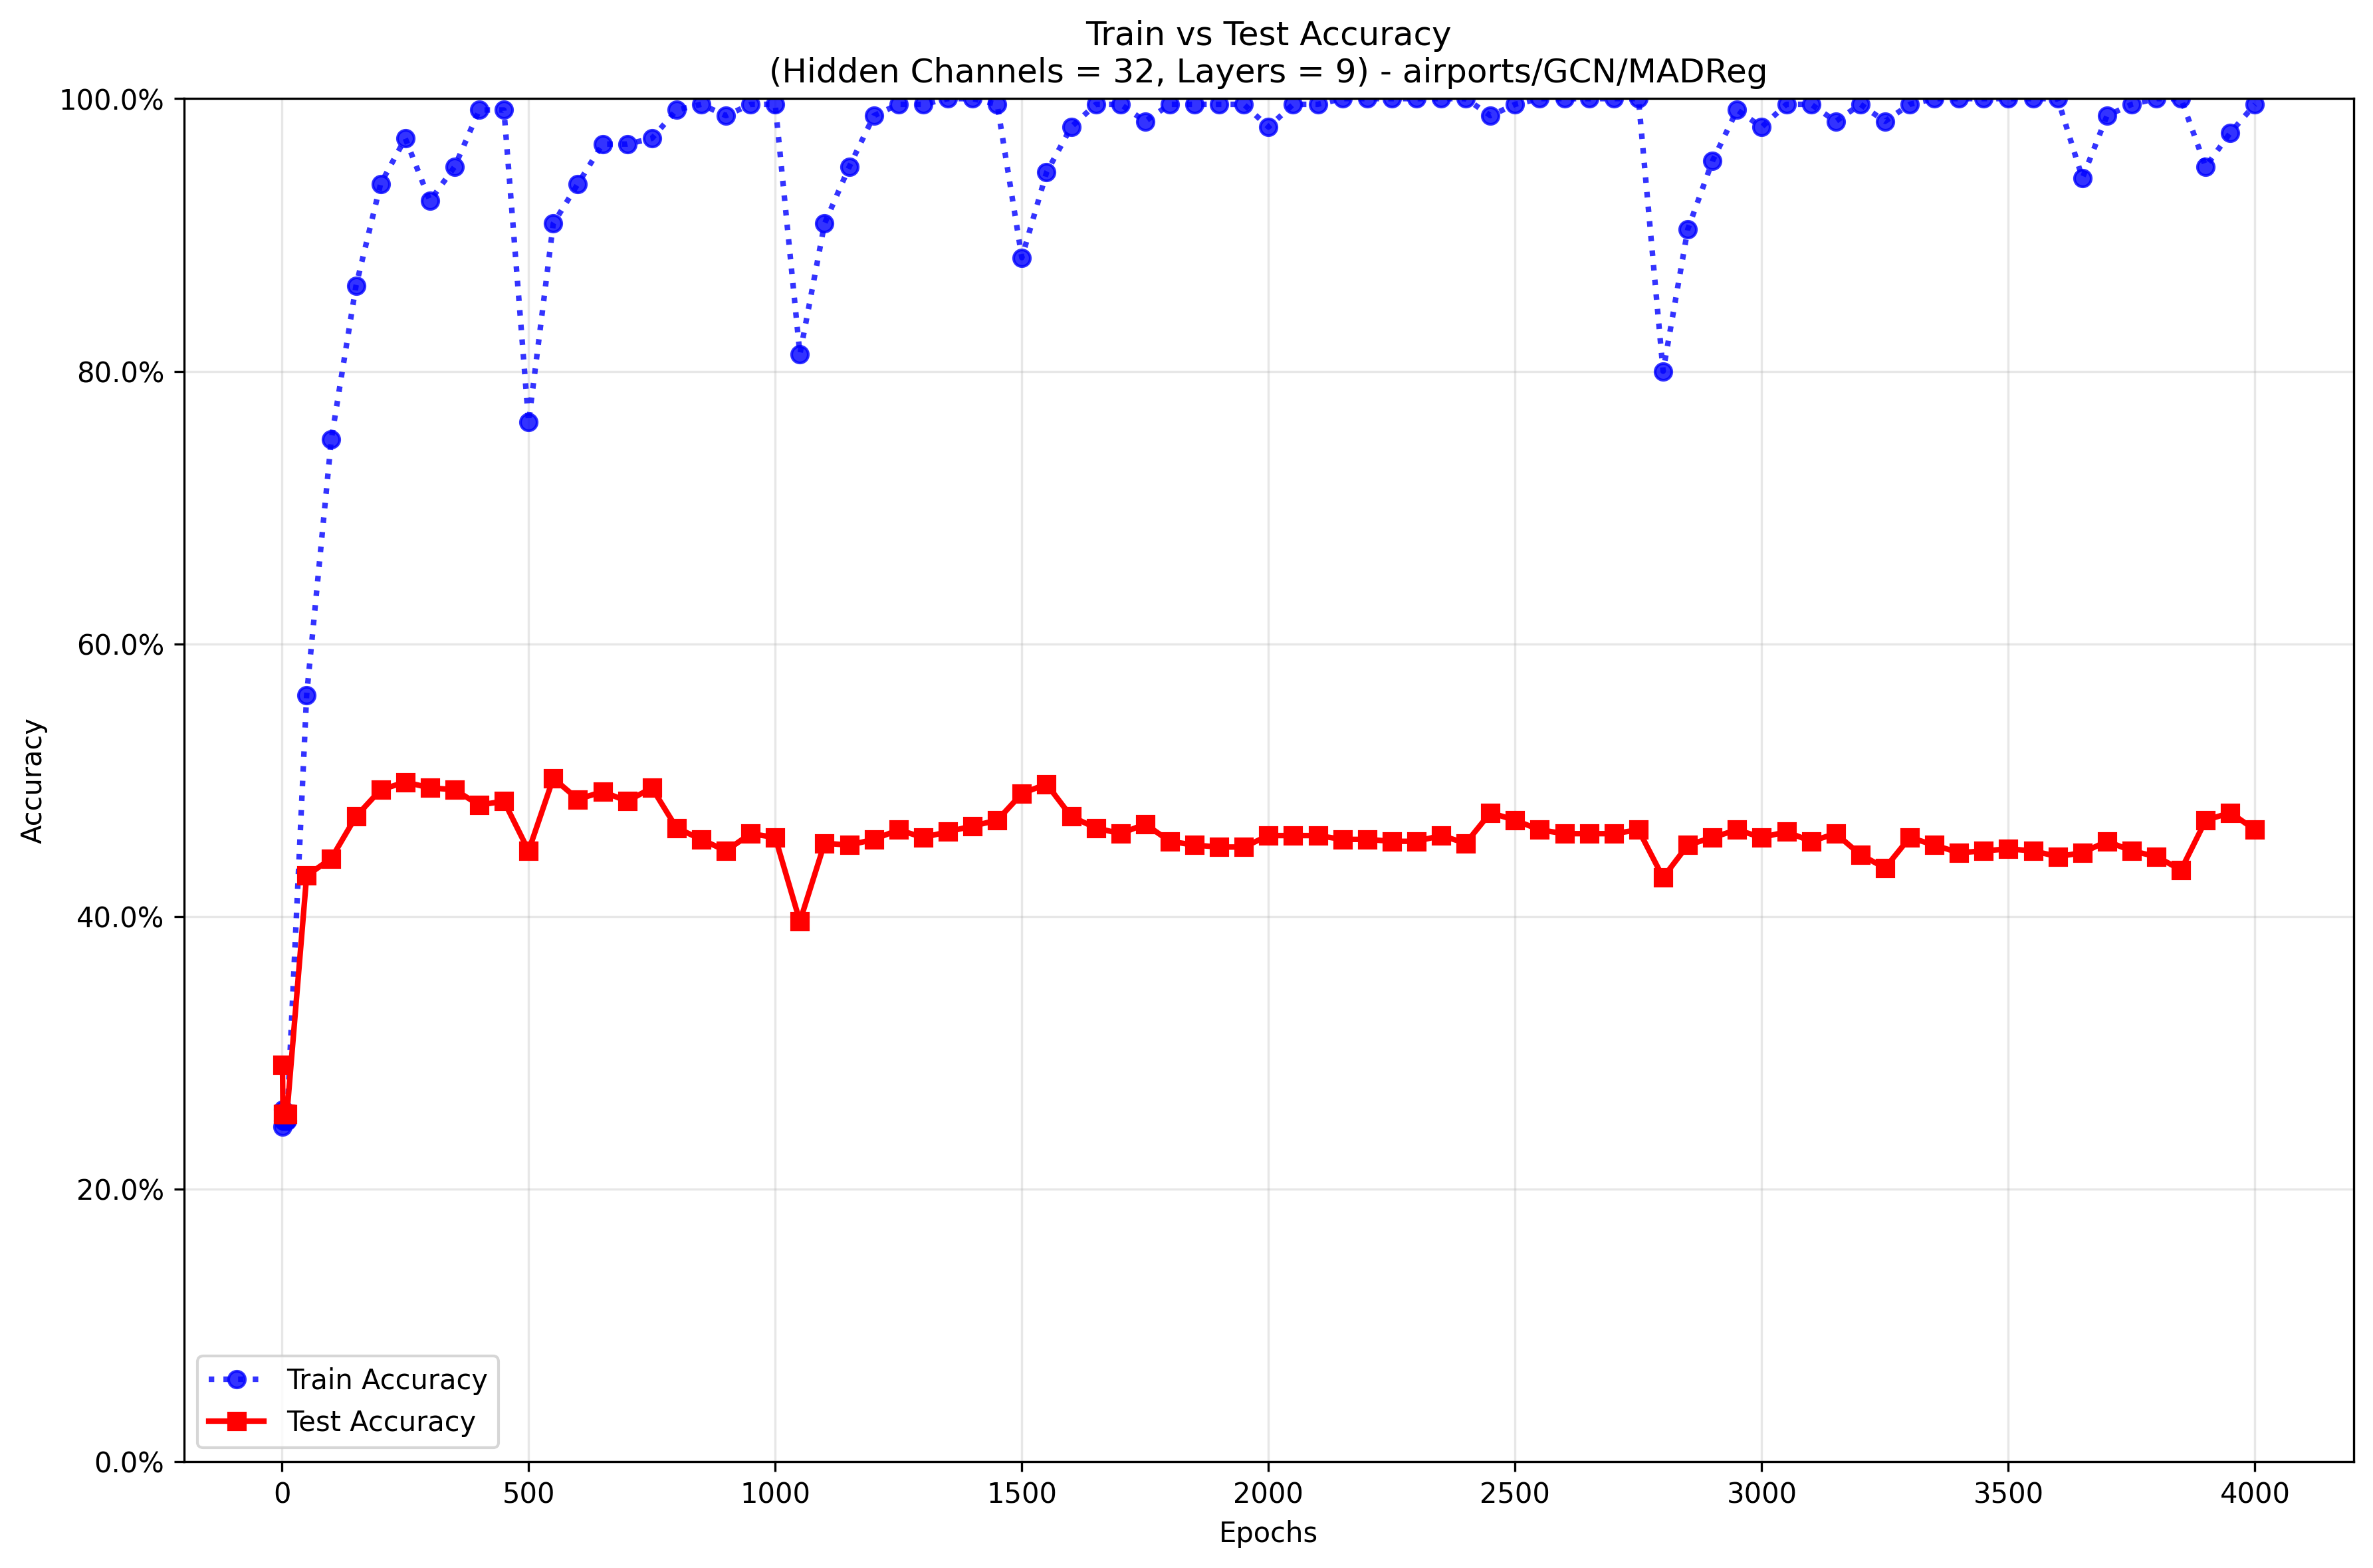 Train vs Test Accuracy
(Hidden Channels = 32, Layers = 9) - airports/GCN/MADReg
100.0%
80.0%
60.0%
40.0%
20.0%
0.0%
Accuracy
Train Accuracy
Test Accuracy
0 500 1000 1500 2000 2500 3000 3500 4000
Epochs